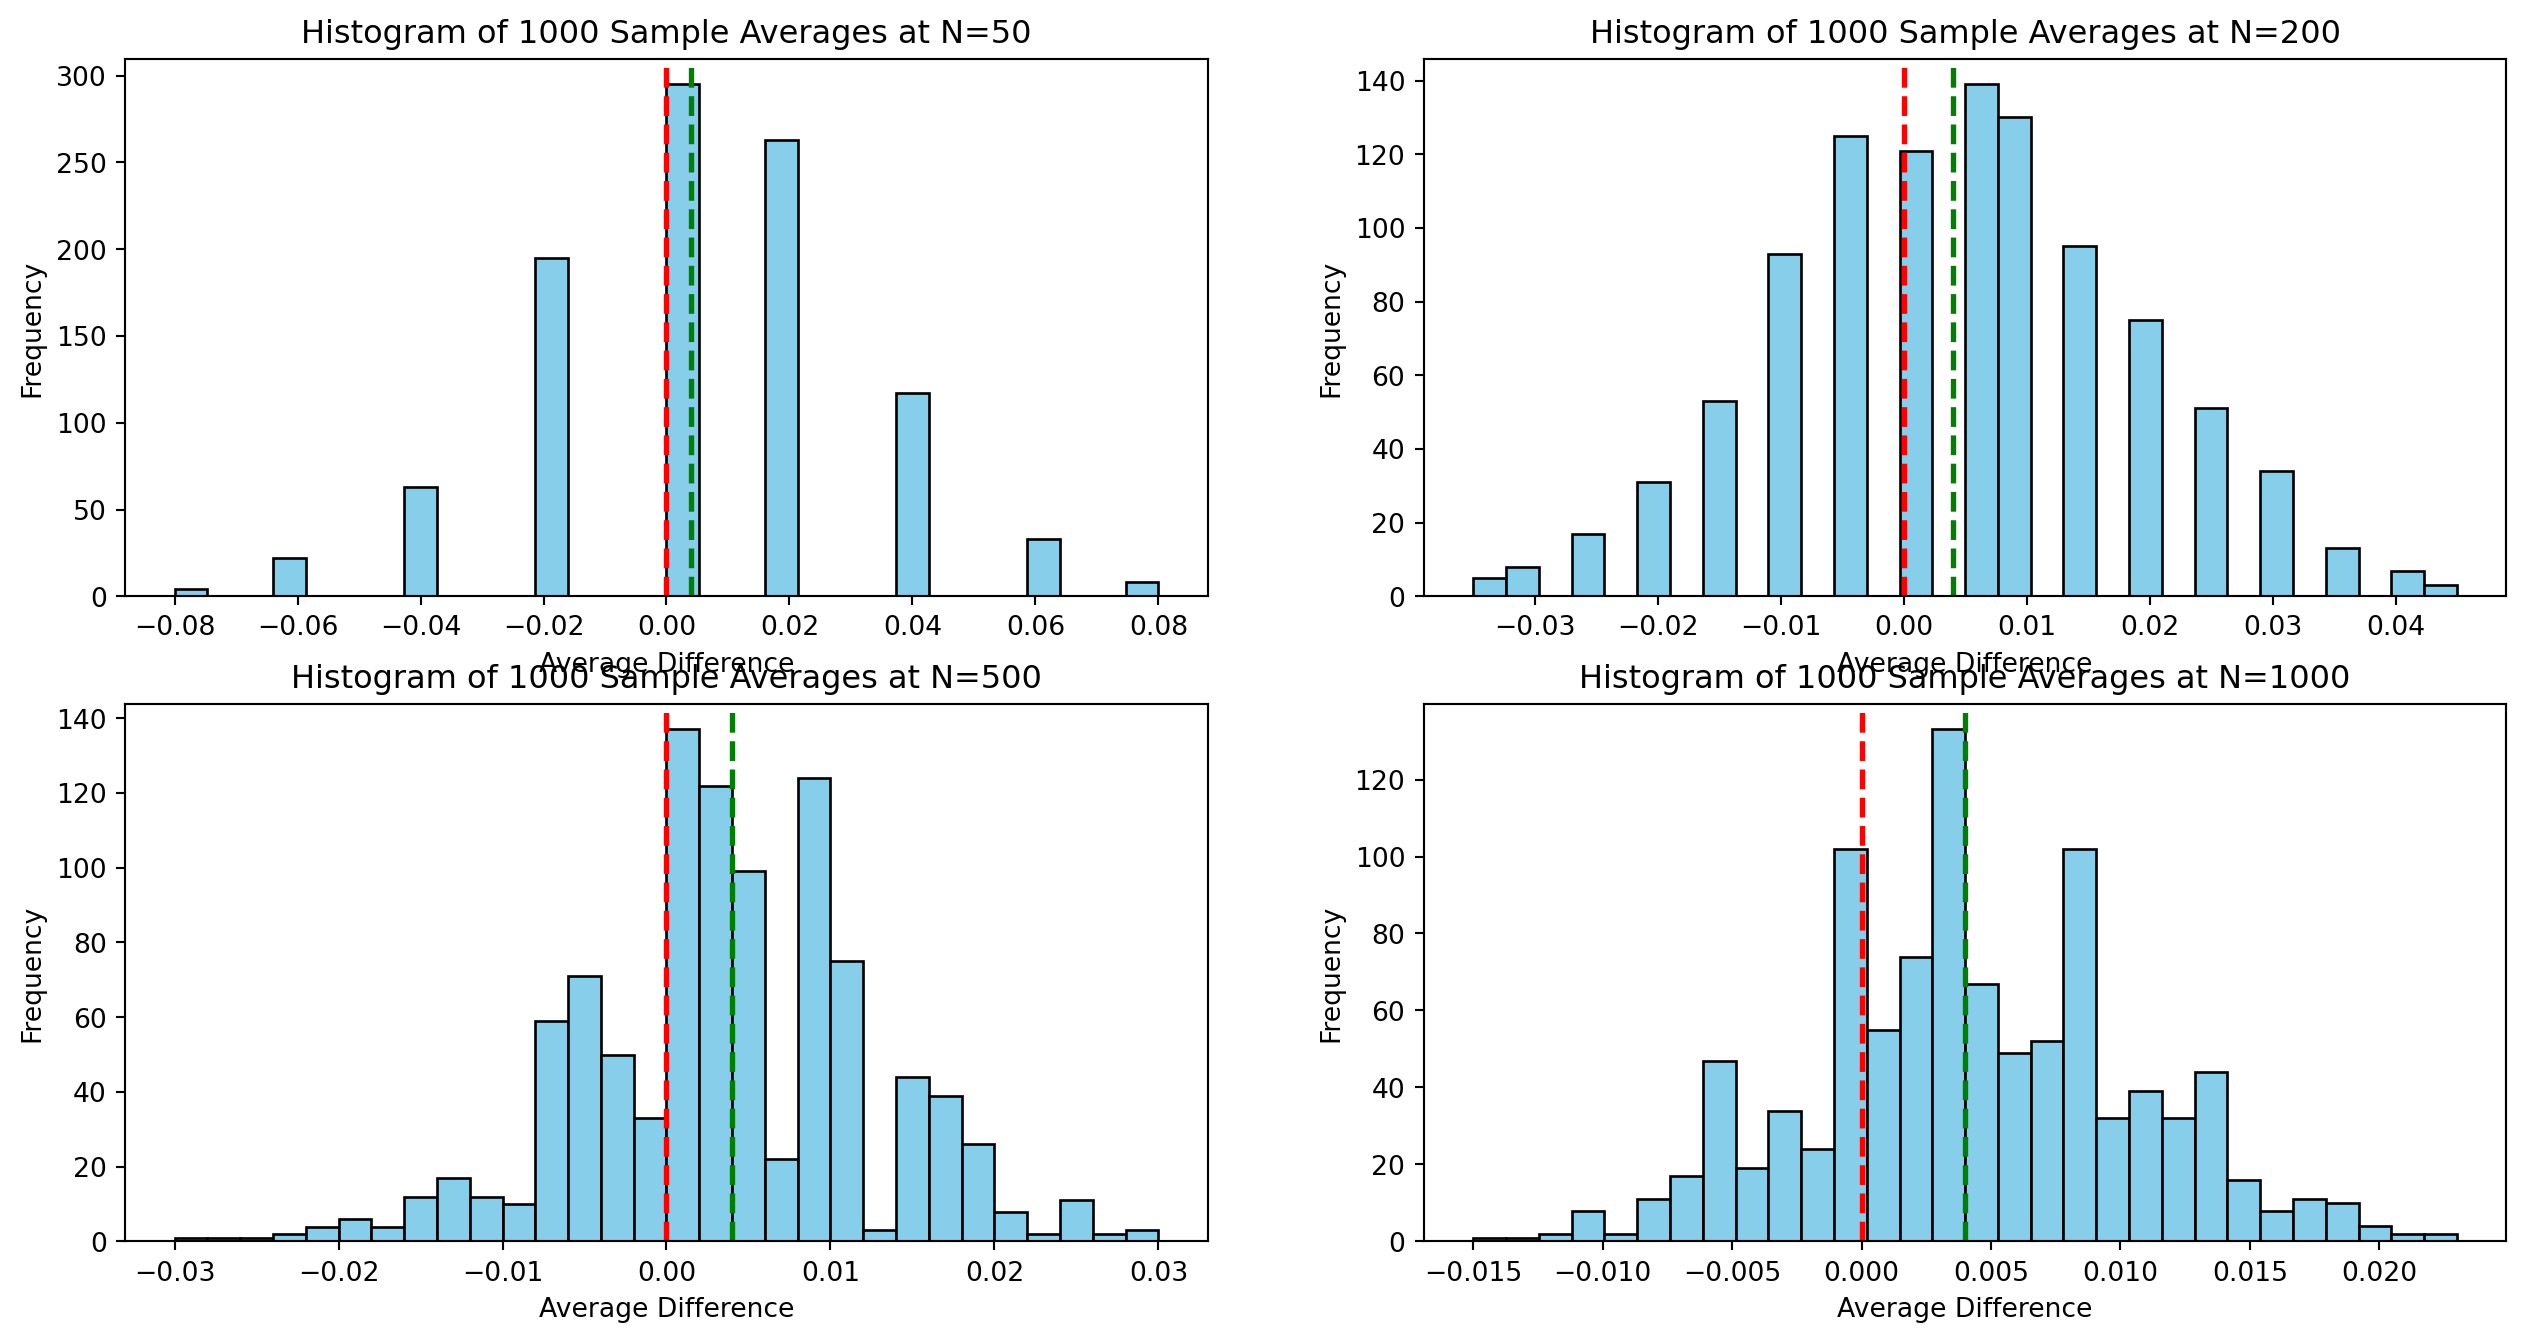 Histogram of 1000 Sample Averages at N=50
300
250
200
150
100
50
0
Frequency
−0.08 −0.06 −0.04 −0.02 0.00 0.02 0.04 0.06 0.08
Average Difference
Histogram of 1000 Sample Averages at N=200
140
120
100
80
60
40
20
0
Frequency
−0.03 −0.02 −0.01 0.00 0.01 0.02 0.03 0.04
Average Difference
Histogram of 1000 Sample Averages at N=500
140
120
100
80
60
40
20
0
Frequency
−0.03 −0.02 −0.01 0.00 0.01 0.02 0.03
Average Difference
Histogram of 1000 Sample Averages at N=1000
120
100
80
60
40
20
0
Frequency
−0.015 −0.010 −0.005 0.000 0.005 0.010 0.015 0.020
Average Difference